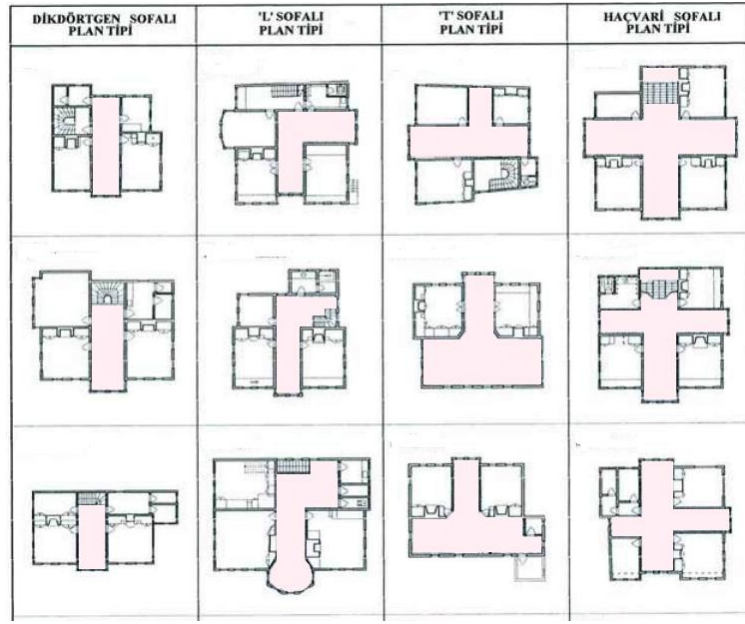 DİKDÖRTGEN SOFALI
PLAN TİPİ
'L' SOFALI
PLAN TİPİ
'T' SOFALI
PLAN TİPİ
HAÇVARİ SOFALI
PLAN TİPİ